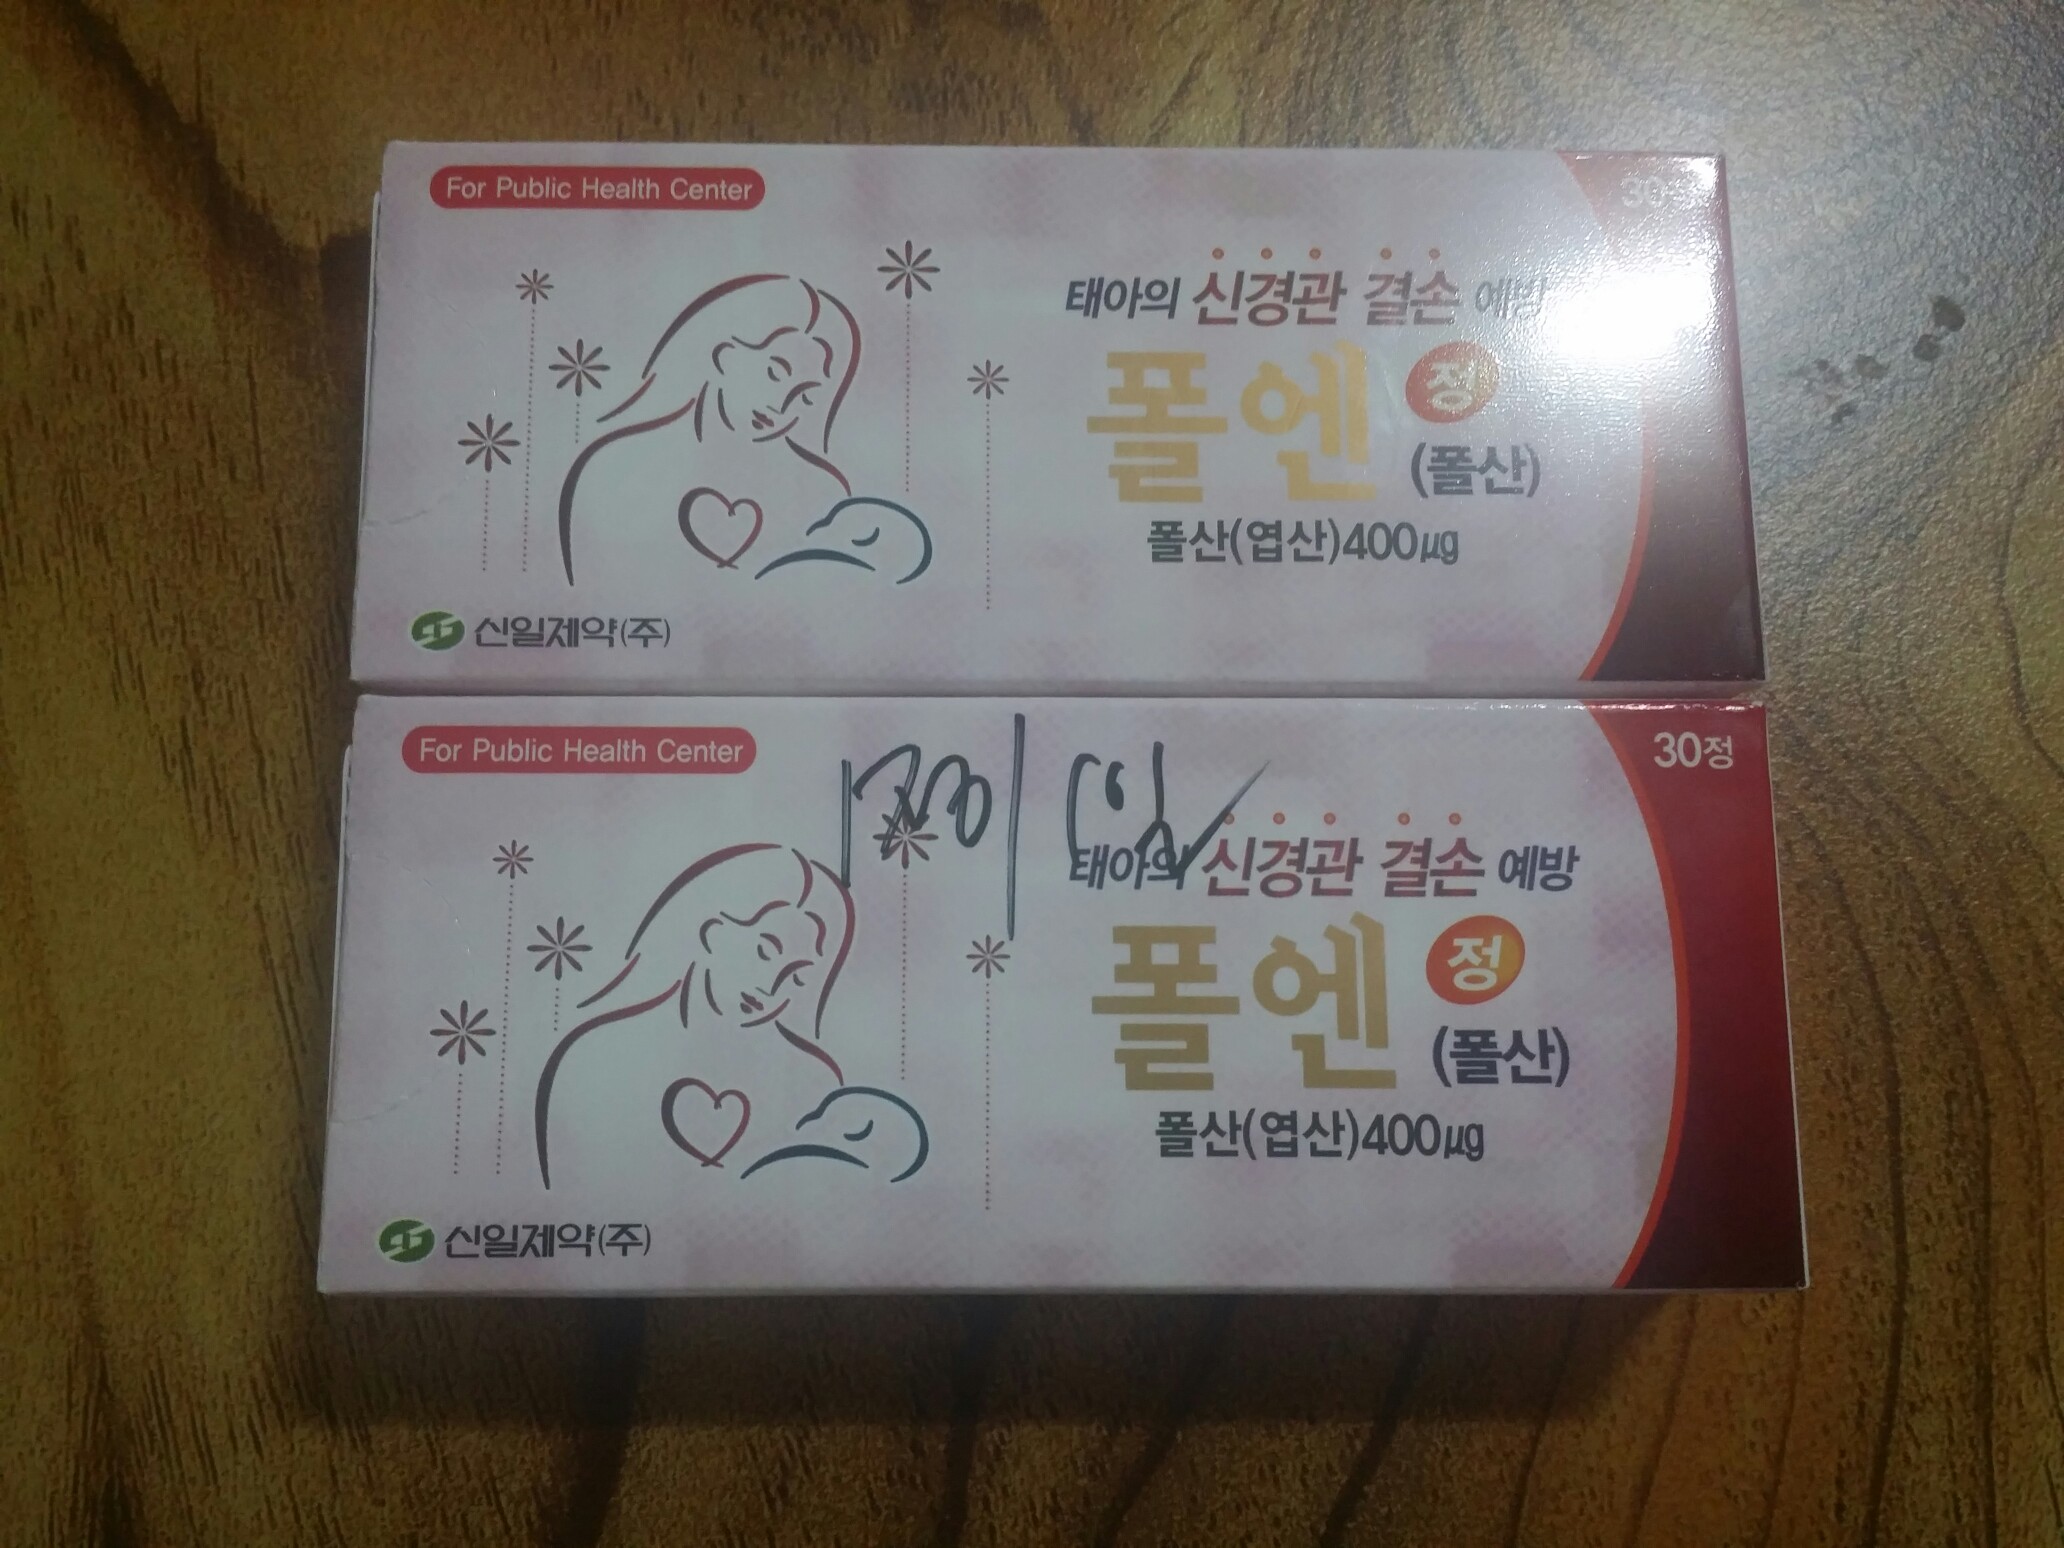 For Public Health Center
30정
태아의 신경관 결손 예방
폴엔 정
(폴산)
폴산(엽산)400㎍
신일제약(주)
For Public Health Center
30정
태아의 신경관 결손 예방
폴엔 정
(폴산)
폴산(엽산)400㎍
신일제약(주)